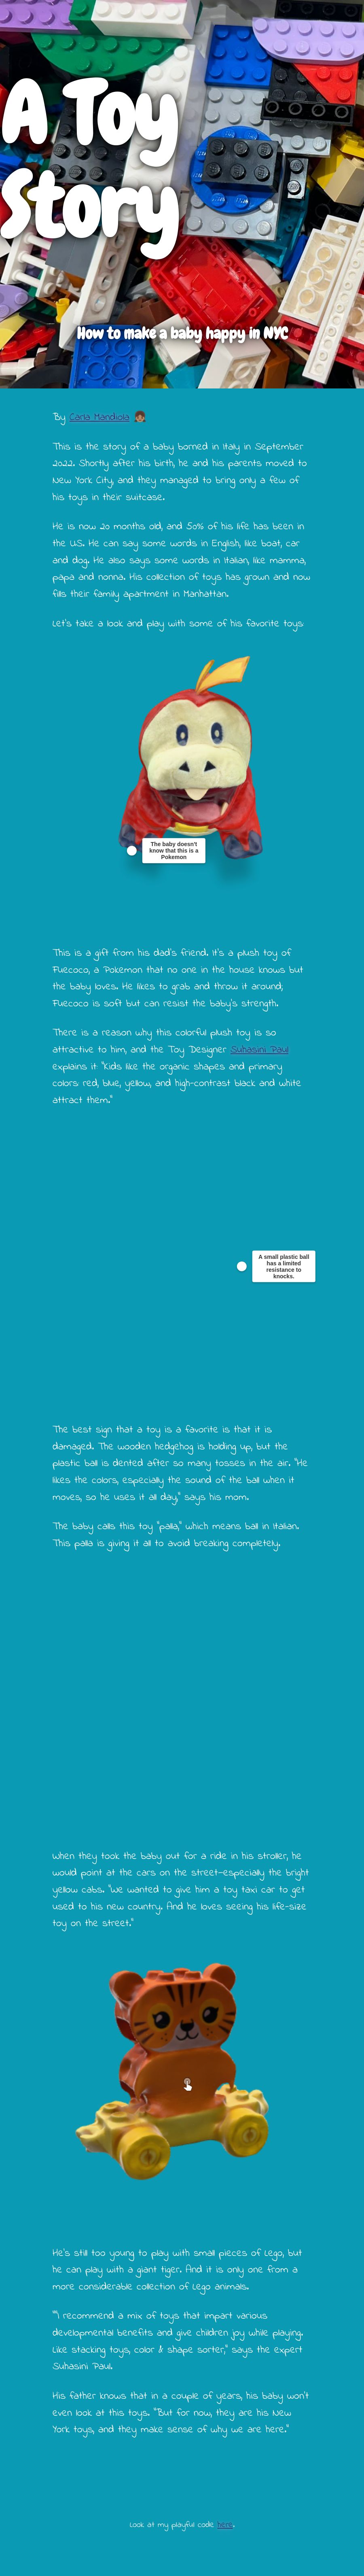 A Toy
Story
How to make a baby happy in NYC
By Carla Mandiola 👧🏽
This is the story of a baby borned in Italy in September
2022. Shortly after his birth, he and his parents moved to
New York City, and they managed to bring only a few of
his toys in their suitcase.
He is now 20 months old, and 50% of his life has been in
the U.S. He can say some words in English, like boat, car
and dog. He also says some words in Italian, like mamma,
papa and nonna. His collection of toys has grown and now
fills their family apartment in Manhattan.
Let's take a look and play with some of his favorite toys:
The baby doesn't
know that this is a
Pokemon
This is a gift from his dad's friend. It's a plush toy of
Fuecoco, a Pokemon that no one in the house knows but
the baby loves. He likes to grab and throw it around;
Fuecoco is soft but can resist the baby's strength.
There is a reason why this colorful plush toy is so
attractive to him, and the Toy Designer Suhasini Paul
explains it "Kids like the organic shapes and primary
colors: red, blue, yellow, and high-contrast black and white
attract them."
A small plastic ball
has a limited
resistance to
knocks.
The best sign that a toy is a favorite is that it is
damaged. The wooden hedgehog is holding up, but the
plastic ball is dented after so many tosses in the air. "He
likes the colors, especially the sound of the ball when it
moves, so he uses it all day," says his mom.
The baby calls this toy "palla," which means ball in Italian.
This palla is giving it all to avoid breaking completely.
When they took the baby out for a ride in his stroller, he
would point at the cars on the street—especially the bright
yellow cabs. "We wanted to give him a toy taxi car to get
used to his new country. And he loves seeing his life-size
toy on the street."
He's still too young to play with small pieces of Lego, but
he can play with a giant tiger. And it is only one from a
more considerable collection of Lego animals.
"I recommend a mix of toys that impart various
developmental benefits and give children joy while playing.
Like stacking toys, color & shape sorter," says the expert
Suhasini Paul.
His father knows that in a couple of years, his baby won't
even look at this toys. "But for now, they are his New
York toys, and they make sense of why we are here."
Look at my playful code here.